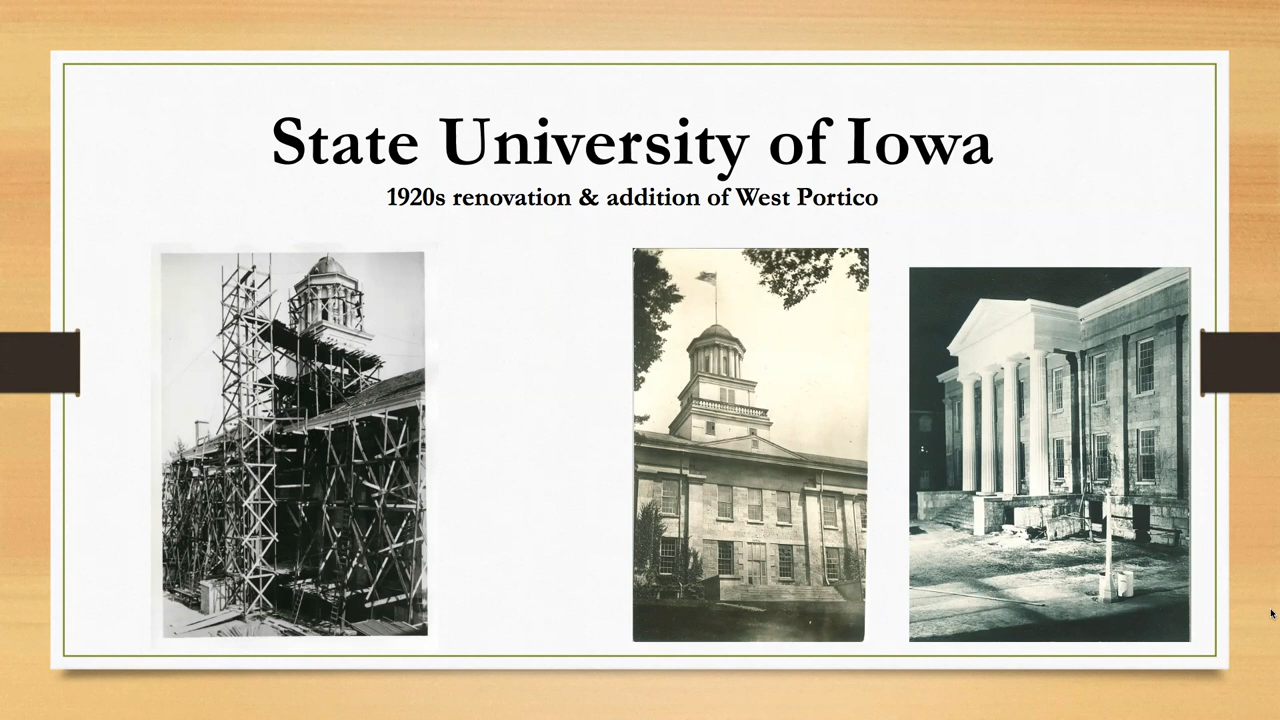 State University of Iowa
1920s renovation & addition of West Portico